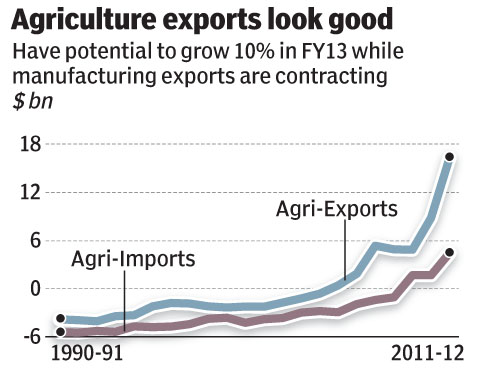 Agriculture exports look good
Have potential to grow 10% in FY13 while
manufacturing exports are contracting
$ bn
18
12
Agri-Exports
6
Agri-Imports
0
-6
1990-91
2011-12